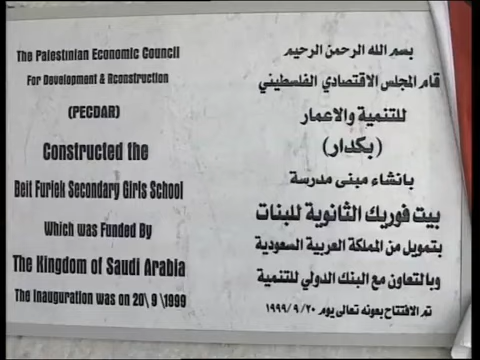 The Palestinian Economic Council
For Development & Rconstruction
(PECDAR)
Constructed the
Beit Furiek Secondary Girls School
Which was Funded By
The Kingdom of Saudi Arabia
The Inauguration was on 20\ 9 \1999
بسم الله الرحمن الرحيم
قام المجلس الاقتصادي الفلسطيني
للتنمية والاعمار
(بكدار)
بانشاء مبنى مدرسة
بيت فوريك الثانوية للبنات
بتمويل من المملكة العربية السعودية
وبالتعاون مع البنك الدولي للتنمية
تم الافتتاح بعونه تعالى يوم ٢٠/ ٩ /١٩٩٩